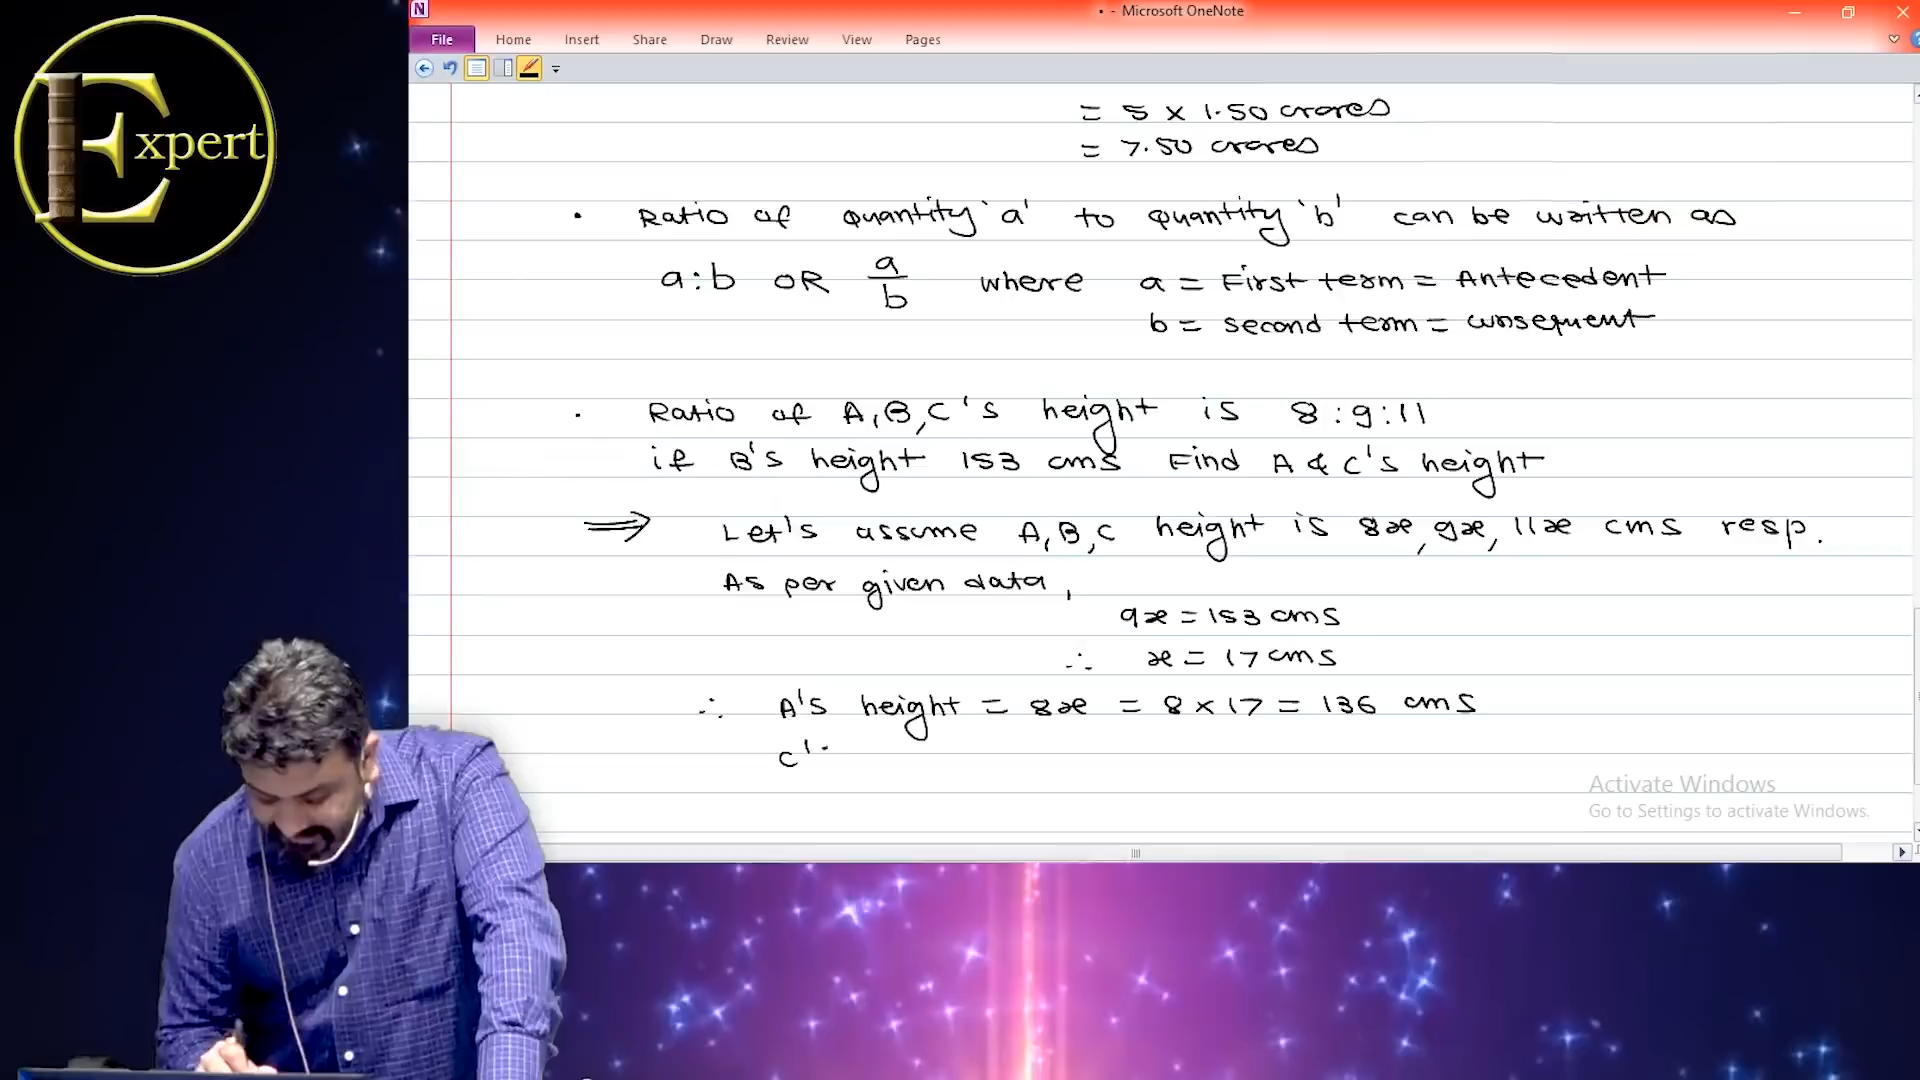 Expert
• - Microsoft OneNote
File Home Insert Share Draw Review View Pages
= 5 x 1.50 crores
= 7.50 crores
• Ratio of quantity 'a' to quantity 'b' can be written as
a:b OR a/b where a = First term = Antecedent
b = second term = consequent
• Ratio of A,B,C's height is 8:9:11
if B's height 153 cms Find A & C's height
⇒ Let's assume A,B,C height is 8x, 9x, 11x cms resp.
As per given data,
9x = 153 cms
∴ x = 17 cms
∴ A's height = 8x = 8 x 17 = 136 cms
C'
Activate Windows
Go to Settings to activate Windows.